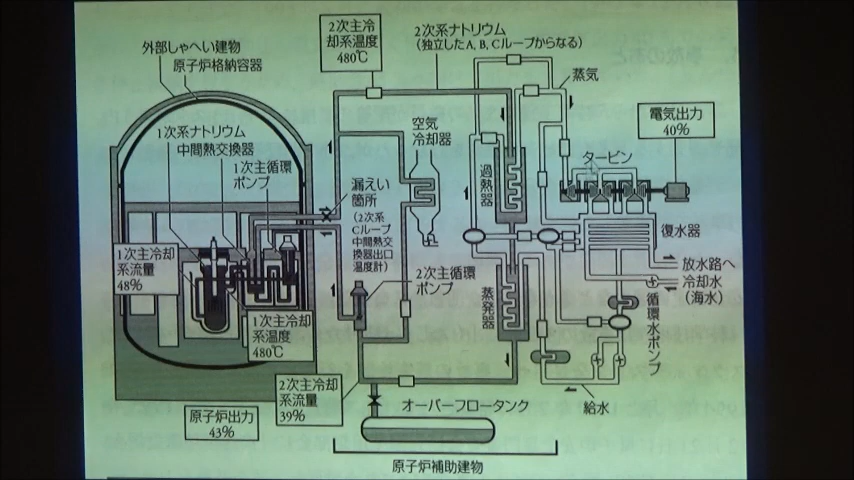 2次主冷
却系温度
480℃
2次系ナトリウム
(独立したA, B, Cループからなる)
外部しゃへい建物
原子炉格納容器
蒸気
電気出力
40%
空気
冷却器
1次系ナトリウム
中間熱交換器
1次主循環
ポンプ
タービン
過熱器
漏えい
箇所
(2次系
Cループ
中間熱交
換器出口
温度計)
復水器
放水路へ
冷却水
(海水)
1次主冷却
系流量
48%
2次主循環
ポンプ
蒸発器
循環水ポンプ
1次主冷却
系温度
480℃
2次主冷却
系流量
39%
給水
オーバーフロータンク
原子炉出力
43%
原子炉補助建物